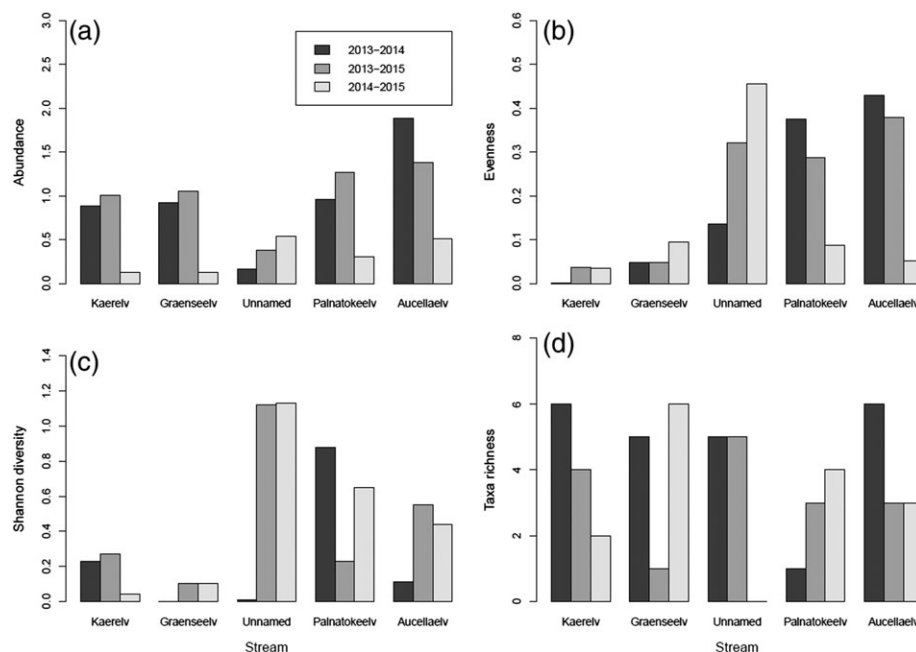 (a)
3.0
2.5
2.0
1.5
1.0
0.5
0.0
Abundance
2013−2014
2013−2015
2014−2015
Kaerelv Graenseelv Unnamed Palnatokeelv Aucellaelv
(b)
0.6
0.5
0.4
0.3
0.2
0.1
0.0
Evenness
Kaerelv Graenseelv Unnamed Palnatokeelv Aucellaelv
(c)
1.4
1.2
1.0
0.8
0.6
0.4
0.2
0.0
Shannon diversity
Kaerelv Graenseelv Unnamed Palnatokeelv Aucellaelv
Stream
(d)
8
6
4
2
0
Taxa richness
Kaerelv Graenseelv Unnamed Palnatokeelv Aucellaelv
Stream